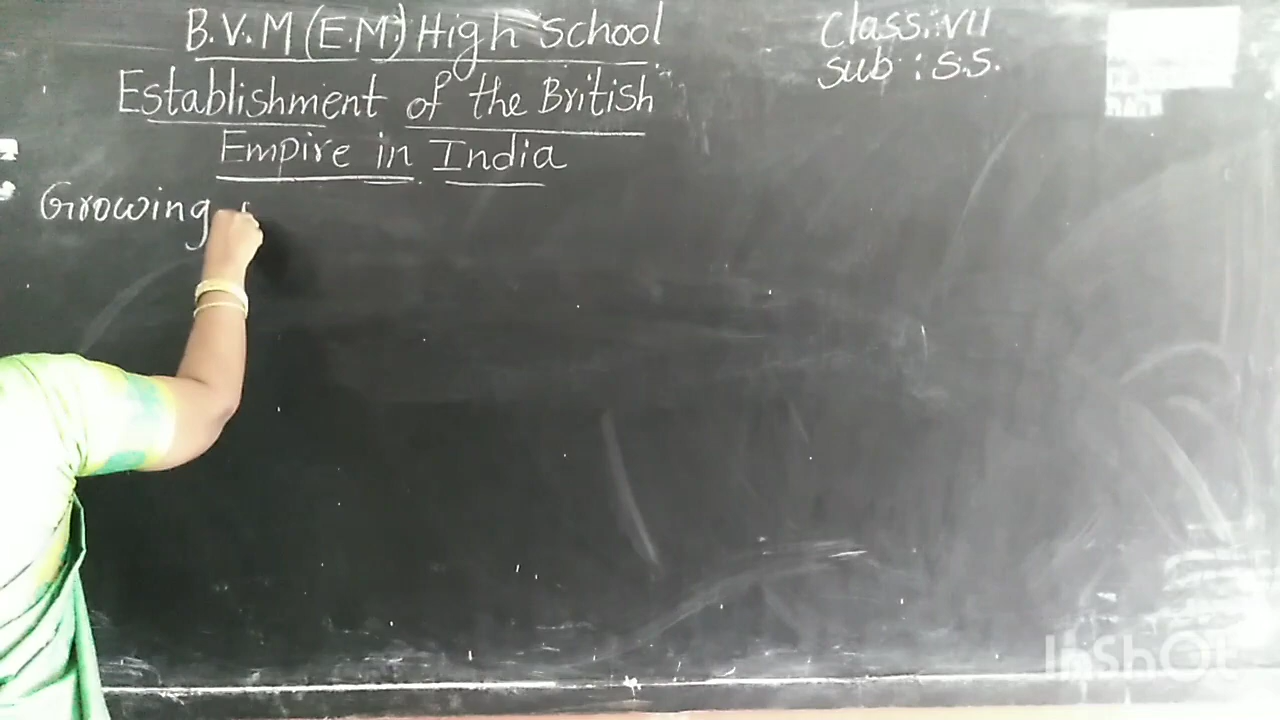 B.V.M (E.M.) High School
Class: VII
Sub : S.S.
Establishment of the British
Empire in India
Growing
InShOt